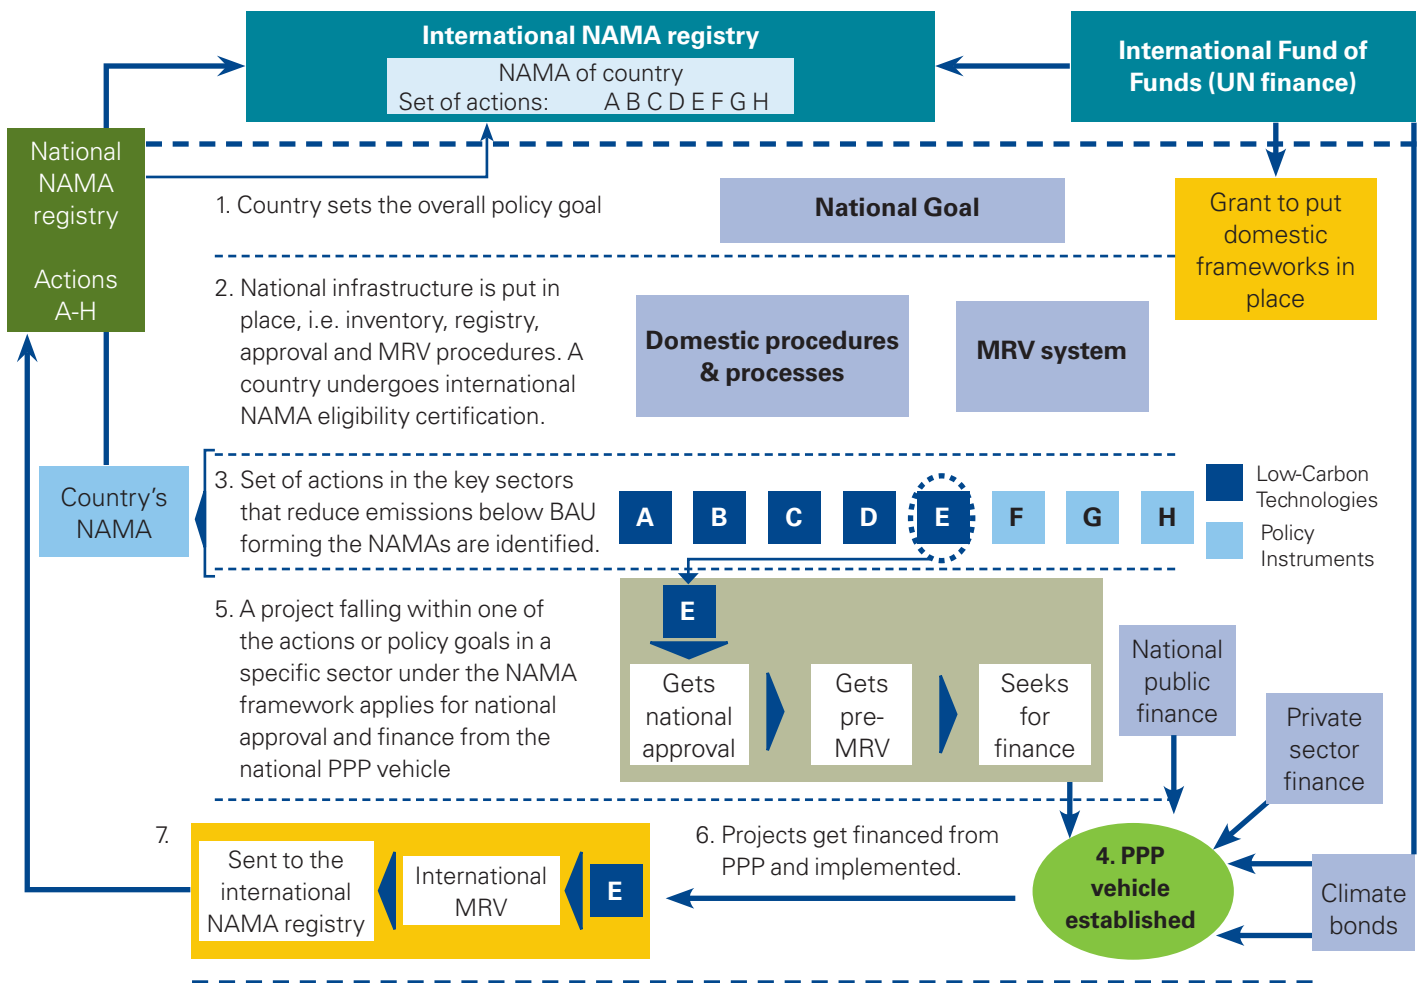 International NAMA registry
NAMA of country
Set of actions: A B C D E F G H
International Fund of
Funds (UN finance)
National
NAMA
registry
Actions
A-H
1. Country sets the overall policy goal
National Goal
Grant to put
domestic
frameworks in
place
2. National infrastructure is put in
place, i.e. inventory, registry,
approval and MRV procedures. A
country undergoes international
NAMA eligibility certification.
Domestic procedures
& processes
MRV system
Country's
NAMA
3. Set of actions in the key sectors
that reduce emissions below BAU
forming the NAMAs are identified.
A B C D E F G H
Low-Carbon
Technologies
Policy
Instruments
5. A project falling within one of
the actions or policy goals in a
specific sector under the NAMA
framework applies for national
approval and finance from the
national PPP vehicle
E
Gets
national
approval
Gets
pre-
MRV
Seeks
for
finance
National
public
finance
Private
sector
finance
7.
Sent to the
international
NAMA registry
International
MRV
E
6. Projects get financed from
PPP and implemented.
4. PPP
vehicle
established
Climate
bonds